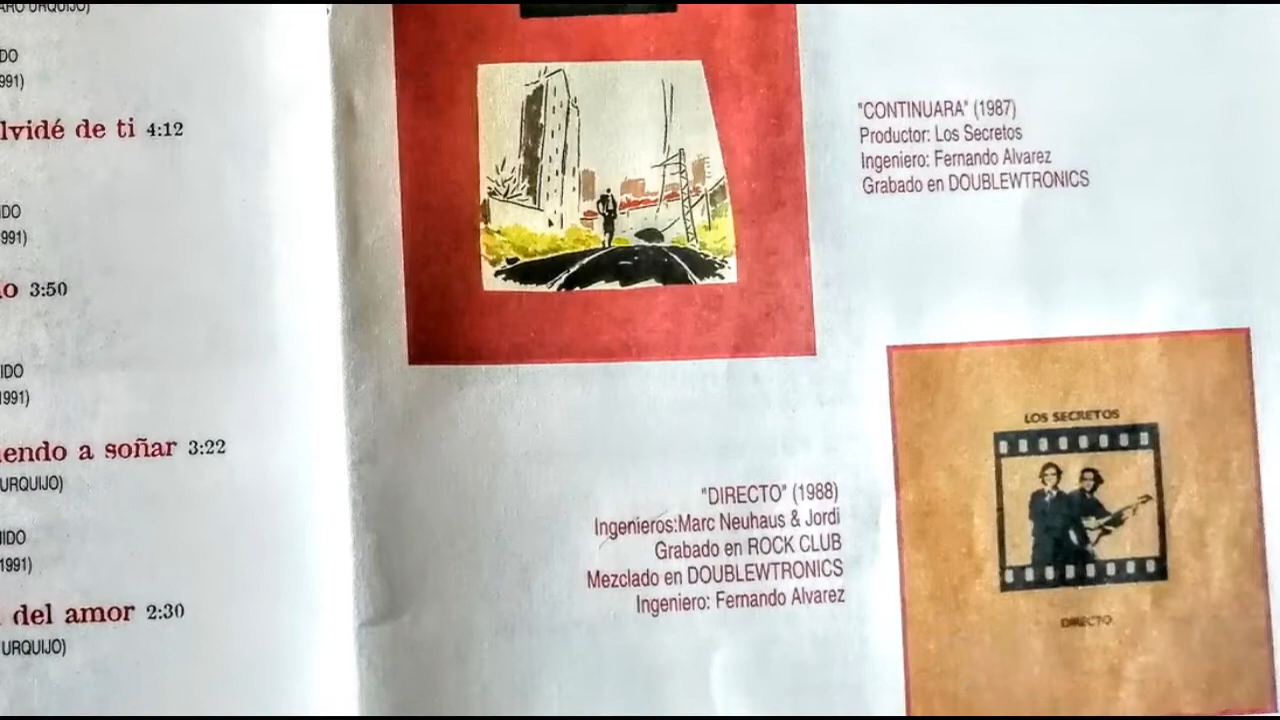 URQUIJO)
DO
991)
lvidé de ti 4:12
IDO
991)
o 3:50
IDO
1991)
endo a soñar 3:22
URQUIJO)
IDO
1991)
del amor 2:30
URQUIJO)
"CONTINUARA" (1987)
Productor: Los Secretos
Ingeniero: Fernando Alvarez
Grabado en DOUBLEWTRONICS
"DIRECTO" (1988)
Ingenieros:Marc Neuhaus & Jordi
Grabado en ROCK CLUB
Mezclado en DOUBLEWTRONICS
Ingeniero: Fernando Alvarez
LOS SECRETOS
DIRECTO